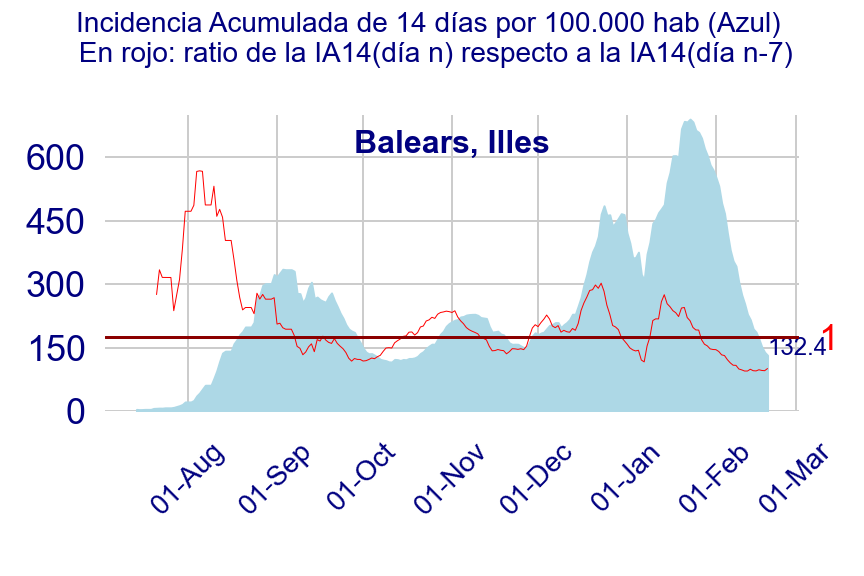 Incidencia Acumulada de 14 días por 100.000 hab (Azul)
En rojo: ratio de la IA14(día n) respecto a la IA14(día n-7)
Balears, Illes
600
450
300
150
0
1
132.4
01-Aug
01-Sep
01-Oct
01-Nov
01-Dec
01-Jan
01-Feb
01-Mar